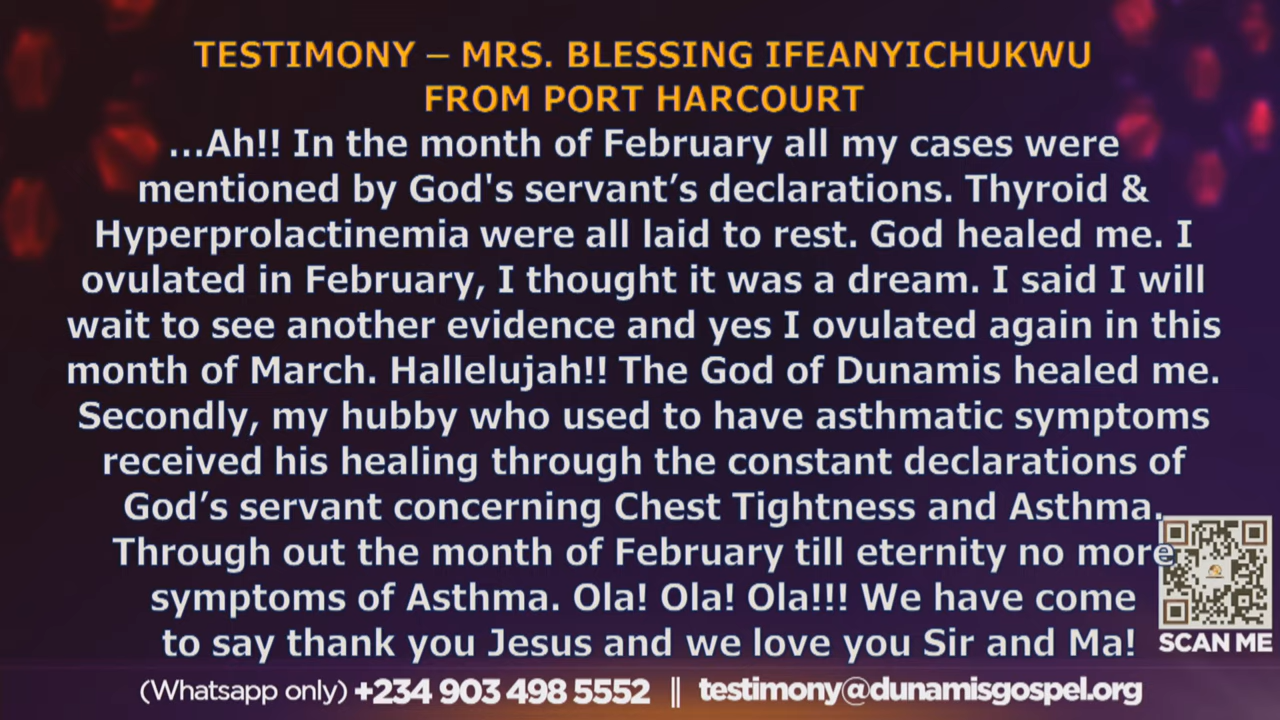 TESTIMONY – MRS. BLESSING IFEANYICHUKWU
FROM PORT HARCOURT
...Ah!! In the month of February all my cases were
mentioned by God's servant’s declarations. Thyroid &
Hyperprolactinemia were all laid to rest. God healed me. I
ovulated in February, I thought it was a dream. I said I will
wait to see another evidence and yes I ovulated again in this
month of March. Hallelujah!! The God of Dunamis healed me.
Secondly, my hubby who used to have asthmatic symptoms
received his healing through the constant declarations of
God’s servant concerning Chest Tightness and Asthma.
Through out the month of February till eternity no more
symptoms of Asthma. Ola! Ola! Ola!!! We have come
to say thank you Jesus and we love you Sir and Ma!
SCAN ME
(Whatsapp only) +234 903 498 5552 || testimony@dunamisgospel.org